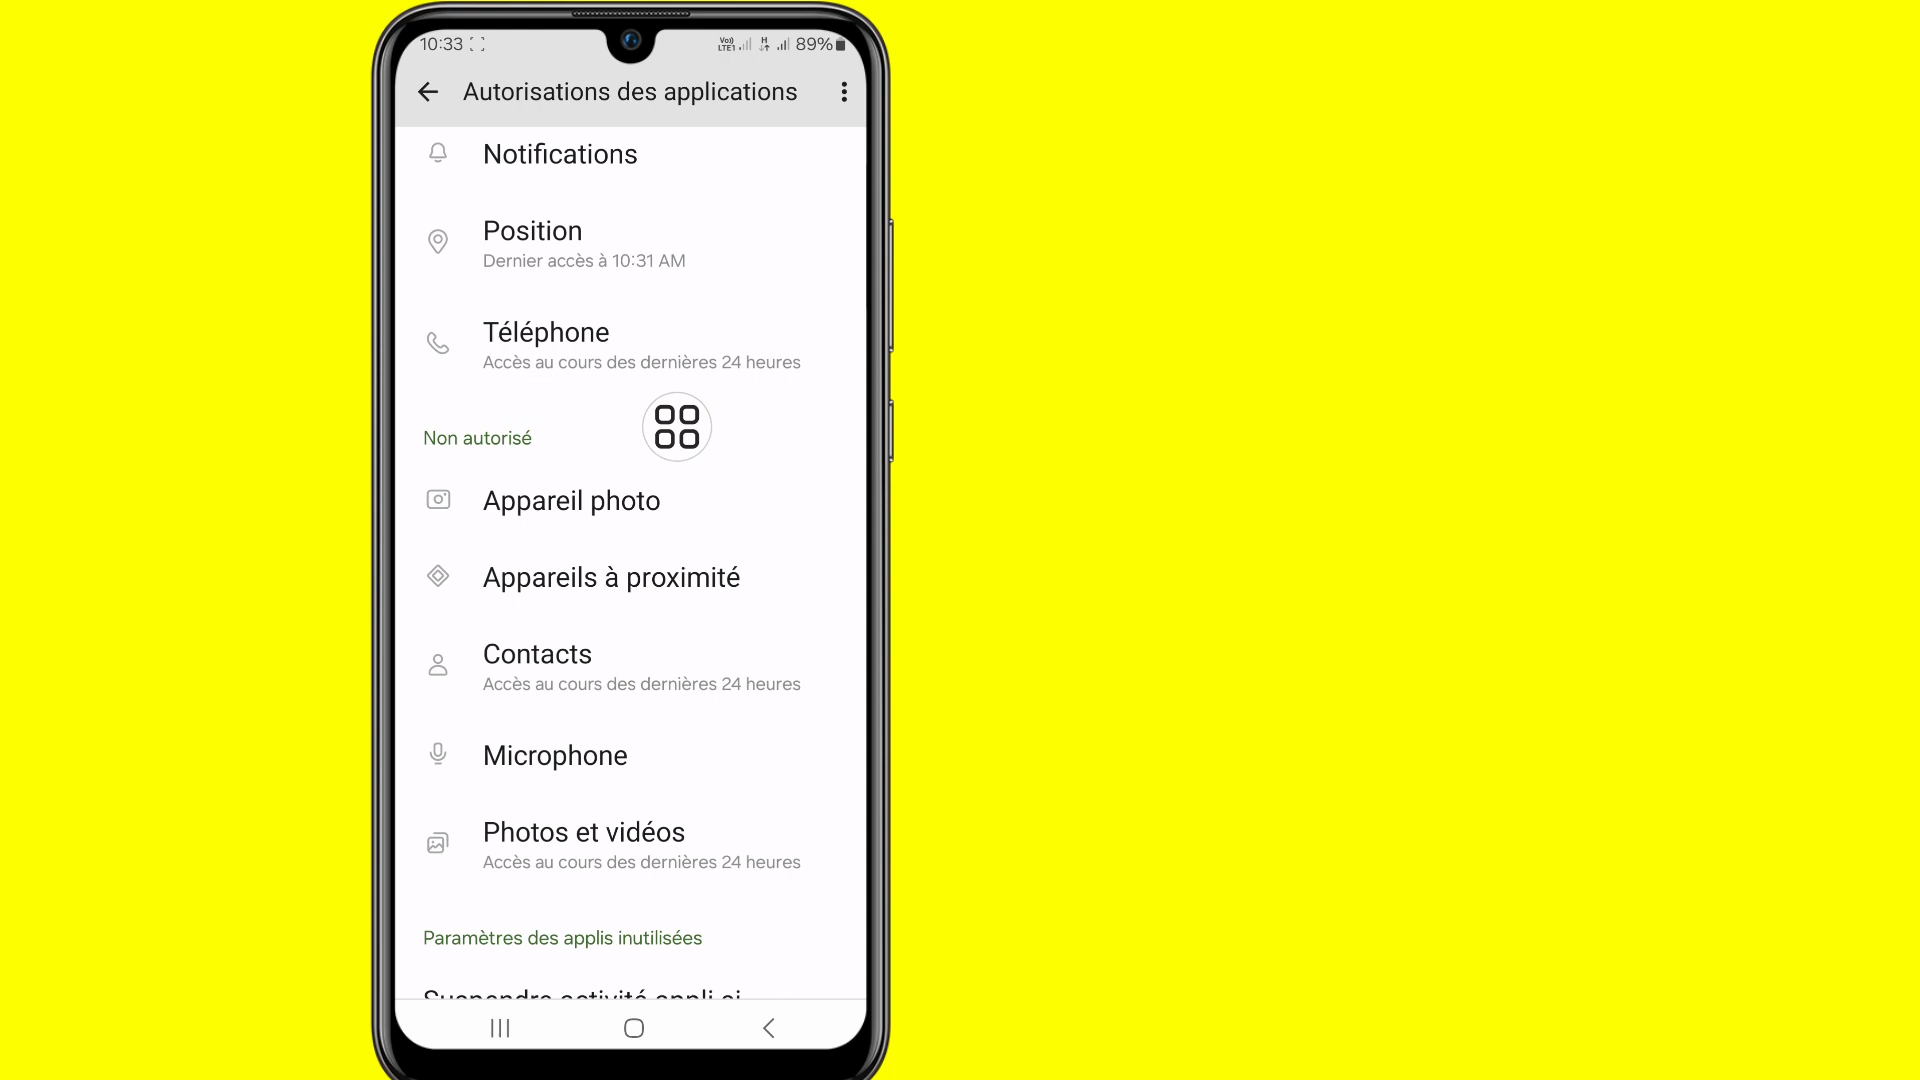 10:33 Vo)) LTE1 H 89%
Autorisations des applications
Notifications
Position
Dernier accès à 10:31 AM
Téléphone
Accès au cours des dernières 24 heures
Non autorisé
Appareil photo
Appareils à proximité
Contacts
Accès au cours des dernières 24 heures
Microphone
Photos et vidéos
Accès au cours des dernières 24 heures
Paramètres des applis inutilisées
Suspendre activité appli si